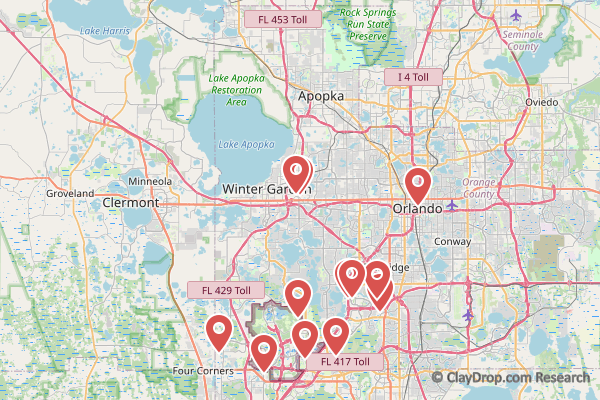 FL 453 Toll
Rock Springs
Run State
Preserve
Lake Harris
Seminole
County
I 4 Toll
Lake Apopka
Restoration
Area
Apopka
Oviedo
Lake Apopka
Minneola
Groveland
Winter Garden
Orange
County
Clermont
Orlando
Conway
FL 429 Toll
FL 417 Toll
Four Corners
© ClayDrop.com Research